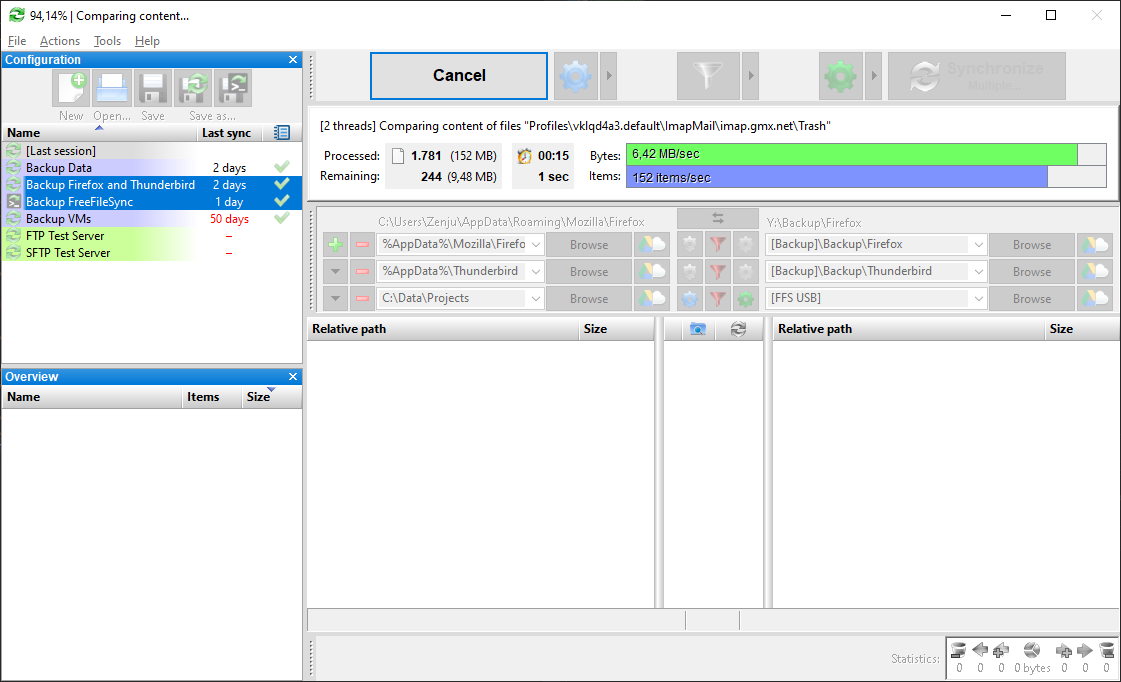 94,14% | Comparing content...
File Actions Tools Help
Configuration
New Open... Save Save as...
Name Last sync
[Last session]
Backup Data 2 days
Backup Firefox and Thunderbird 2 days
Backup FreeFileSync 1 day
Backup VMs 50 days
FTP Test Server –
SFTP Test Server –
Overview
Name Items Size
Cancel
Synchronize
Multiple...
[2 threads] Comparing content of files "Profiles\vklqd4a3.default\ImapMail\imap.gmx.net\Trash"
Processed: 1.781 (152 MB) 00:15 Bytes: 6,42 MB/sec
Remaining: 244 (9,48 MB) 1 sec Items: 152 items/sec
C:\Users\Zenju\AppData\Roaming\Mozilla\Firefox Y:\Backup\Firefox
%AppData%\Mozilla\Firefo Browse [Backup]\Backup\Firefox Browse
%AppData%\Thunderbird Browse [Backup]\Backup\Thunderbird Browse
C:\Data\Projects Browse [FFS USB] Browse
Relative path Size Relative path Size
Statistics: 0 0 0 0 bytes 0 0 0